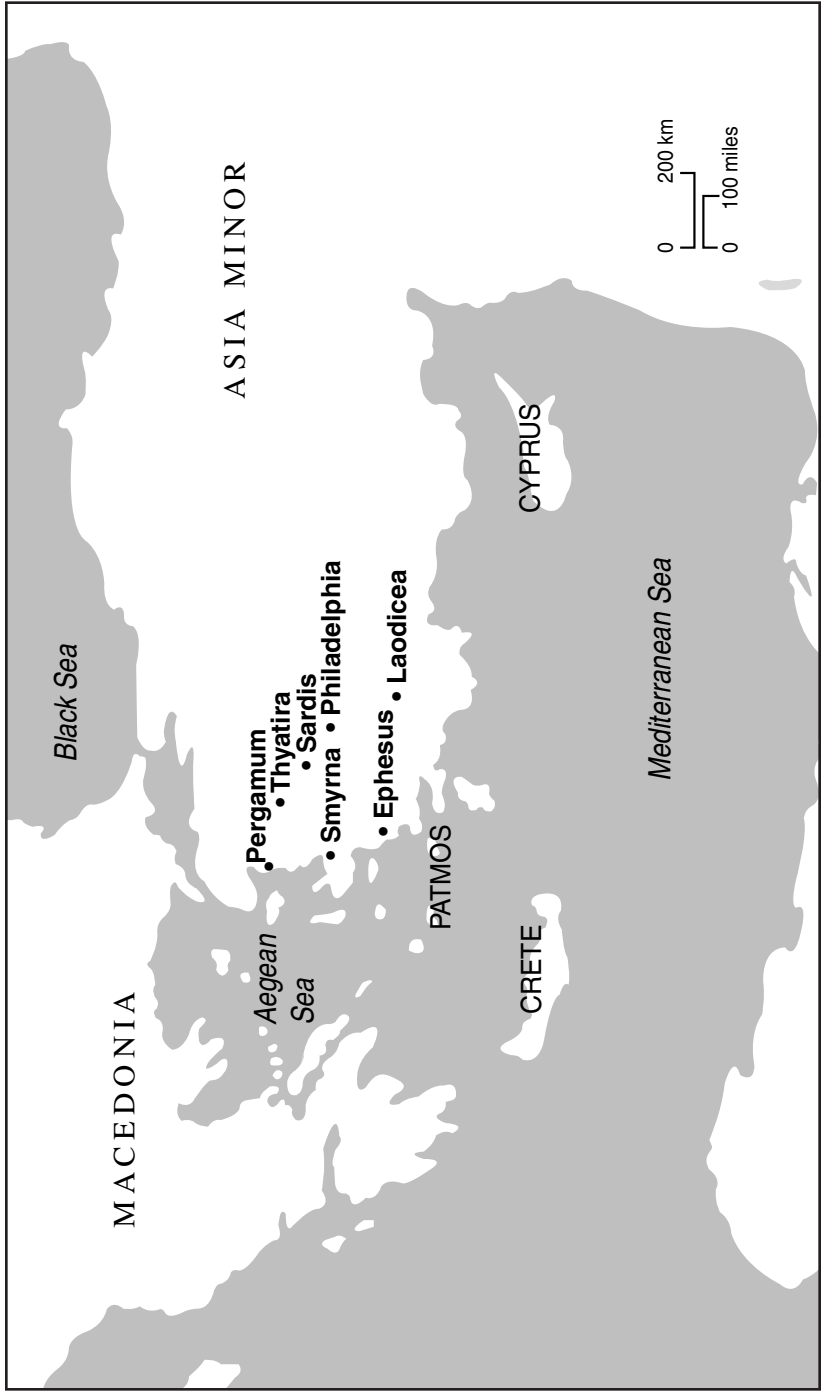 Black Sea
MACEDONIA
ASIA MINOR
Aegean
Sea
Pergamum
Thyatira
Sardis
Smyrna
Philadelphia
Ephesus
Laodicea
PATMOS
CRETE
CYPRUS
Mediterranean Sea
0 200 km
0 100 miles